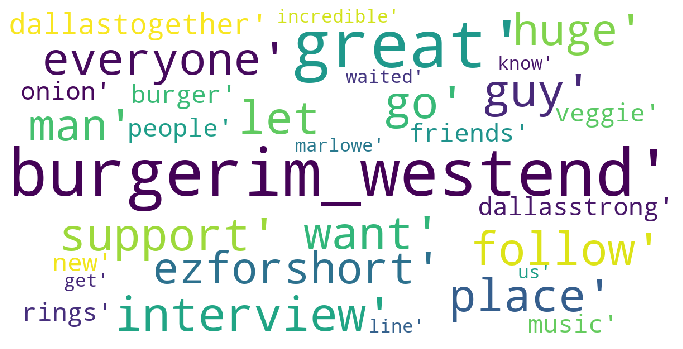 dallastogether' incredible' great' huge'
everyone' waited' know'
onion' burger' go' guy' veggie'
man' people' let friends'
marlowe'
burgerim_westend'
dallasstrong'
support' want' follow'
new' ezforshort' us'
get' place'
rings' interview' line' music'